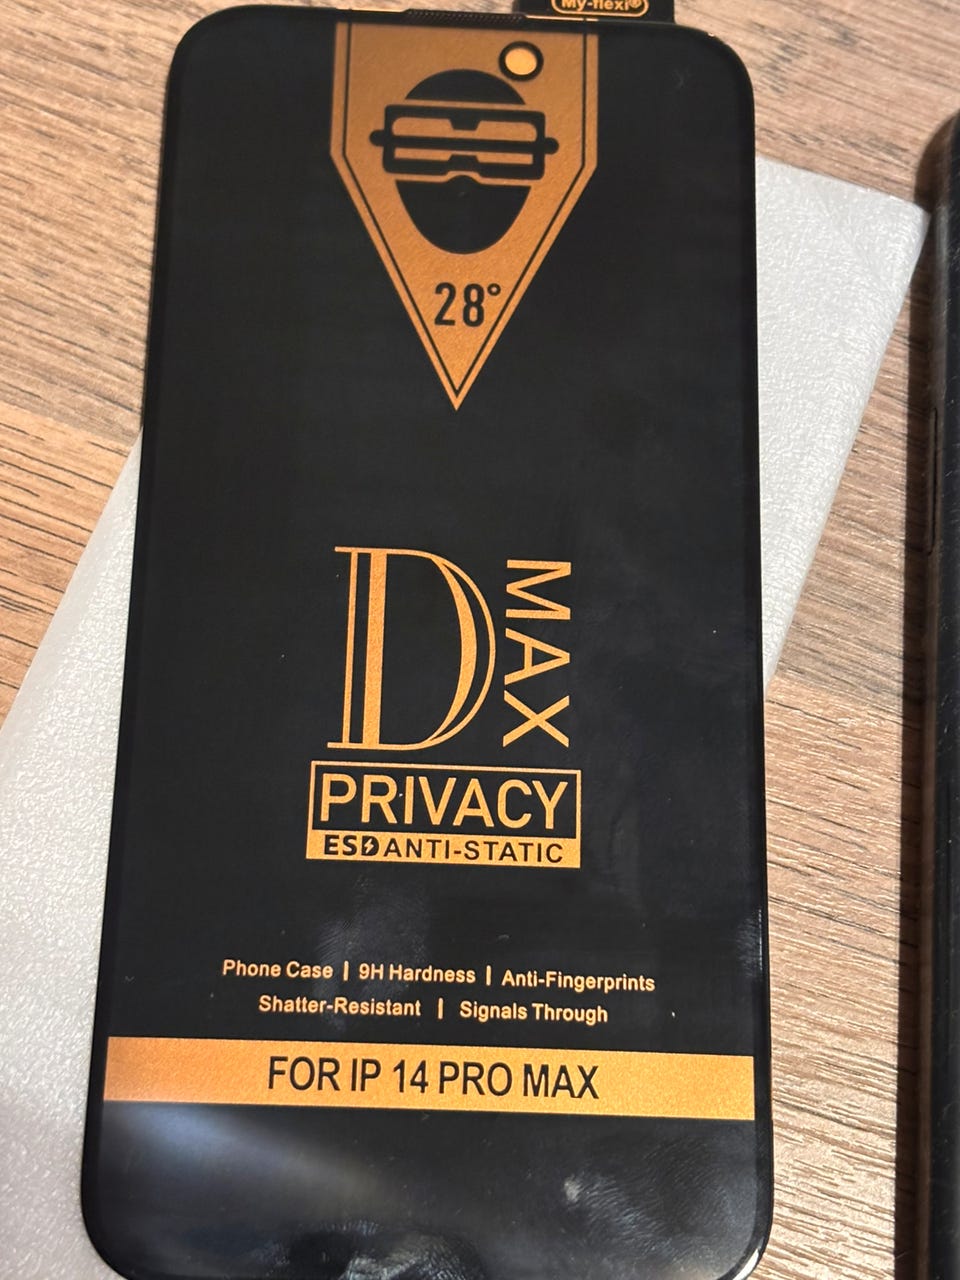 My-flexi®
28°
D
MAX
PRIVACY
ESD ANTI-STATIC
Phone Case | 9H Hardness | Anti-Fingerprints
Shatter-Resistant | Signals Through
FOR IP 14 PRO MAX